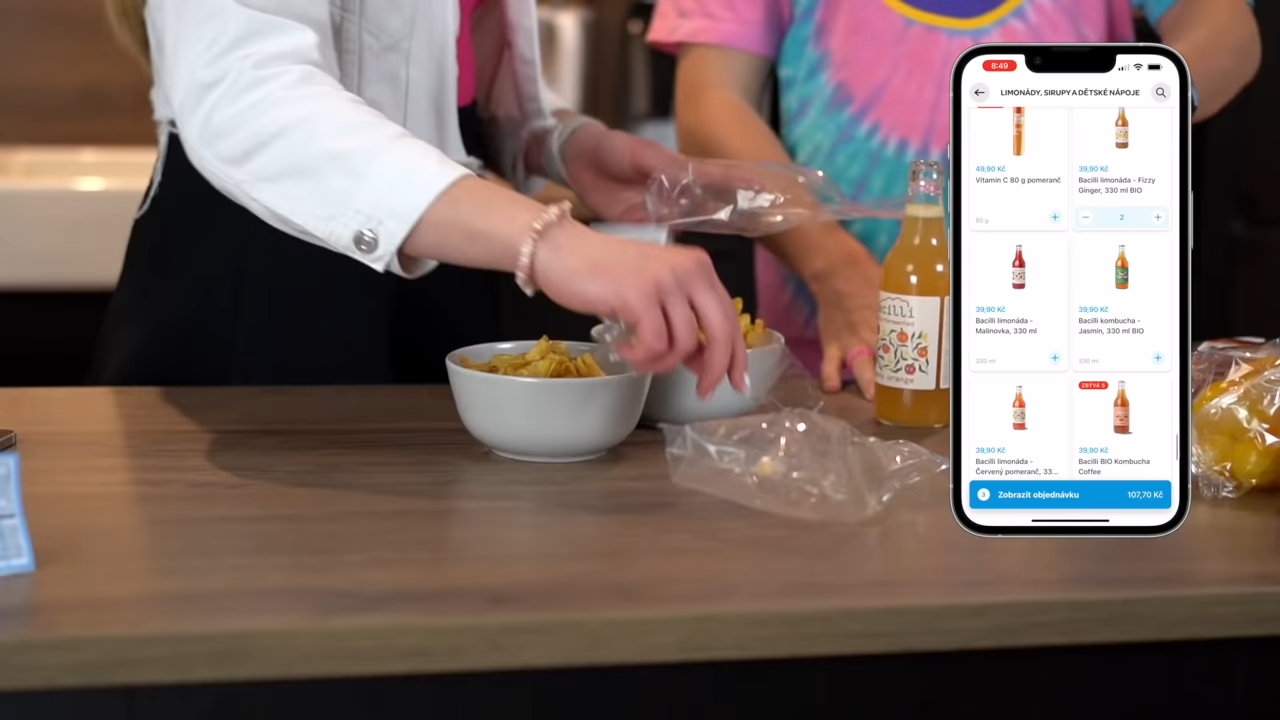 8:49
LIMONÁDY, SIRUPY A DĚTSKÉ NÁPOJE
49,90 Kč
Vitamin C 80 g pomeranč
80 g
39,90 Kč
Bacilli limonáda - Fizzy
Ginger, 330 ml BIO
2
39,90 Kč
Bacilli limonáda -
Malinovka, 330 ml
330 ml
39,90 Kč
Bacilli kombucha -
Jasmín, 330 ml BIO
330 ml
39,90 Kč
Bacilli limonáda -
Červený pomeranč, 33...
ZBÝVÁ 5
39,90 Kč
Bacilli BIO Kombucha
Coffee
3 Zobrazit objednávku 107,70 Kč
bacilli
orange